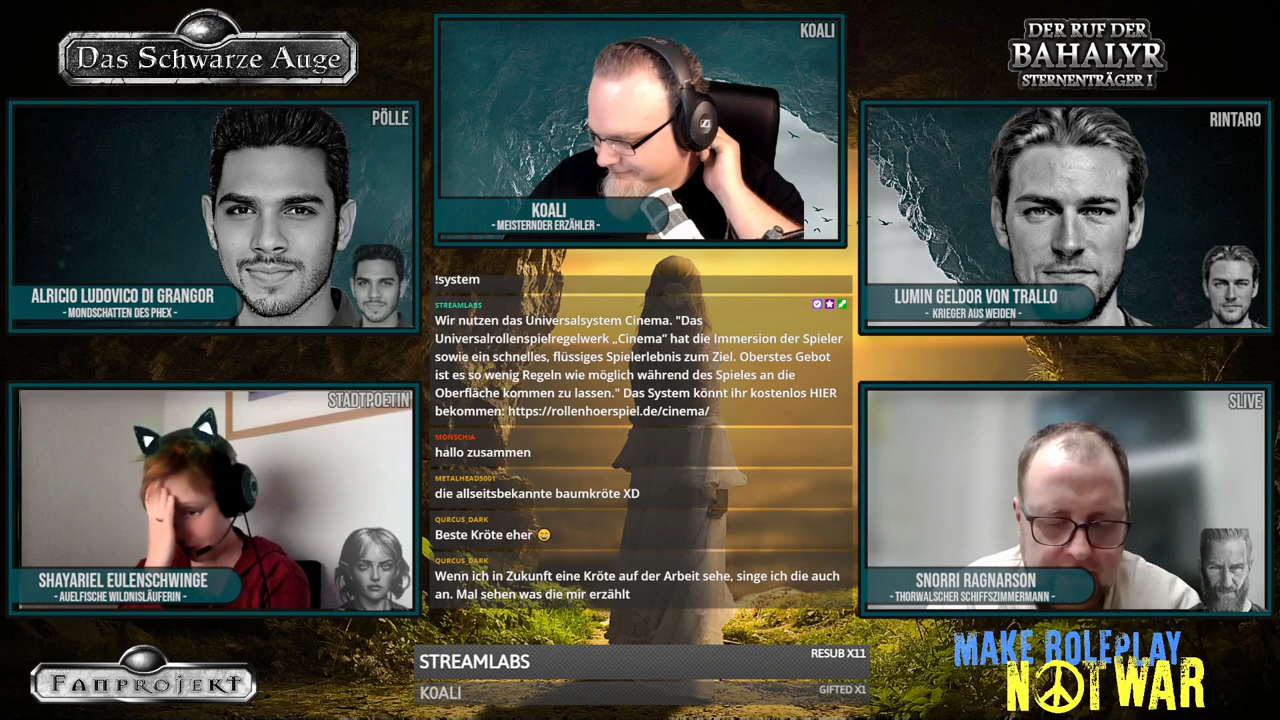 Das Schwarze Auge
KOALI
KOALI
- MEISTERNDER ERZÄHLER -
DER RUF DER
BAHALYR
STERNENTRÄGER I
PÖLLE
ALRICIO LUDOVICO DI GRANGOR
- MONDSCHATTEN DES PHEX -
RINTARO
LUMIN GELDOR VON TRALLO
- KRIEGER AUS WEIDEN -
!system
STREAMLABS
Wir nutzen das Universalsystem Cinema. "Das
Universalrollenspielregelwerk „Cinema“ hat die Immersion der Spieler
sowie ein schnelles, flüssiges Spielerlebnis zum Ziel. Oberstes Gebot
ist es so wenig Regeln wie möglich während des Spieles an die
Oberfläche kommen zu lassen." Das System könnt ihr kostenlos HIER
bekommen: https://rollenhoerspiel.de/cinema/
MONSCHIA
hallo zusammen
METALHEAD5001
die allseitsbekannte baumkröte XD
QURCUS_DARK
Beste Kröte eher
QURCUS_DARK
Wenn ich in Zukunft eine Kröte auf der Arbeit sehe, singe ich die auch
an. Mal sehen was die mir erzählt
STADTPOETIN
SHAYARIEL EULENSCHWINGE
- AUELFISCHE WILDNISLÄUFERIN -
SLIVE
SNORRI RAGNARSON
- THORWALSCHER SCHIFFSZIMMERMANN -
FANPROJEKT
STREAMLABS
RESUB X11
KOALI
GIFTED X1
MAKE ROLEPLAY
NOT WAR